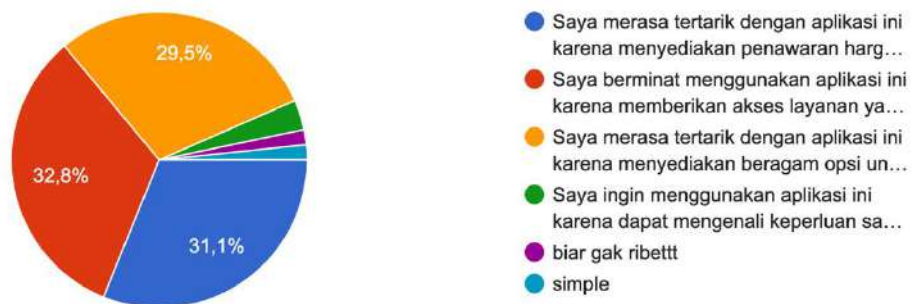 29,5%
32,8%
31,1%
Saya merasa tertarik dengan aplikasi ini
karena menyediakan penawaran harg...
Saya berminat menggunakan aplikasi ini
karena memberikan akses layanan ya...
Saya merasa tertarik dengan aplikasi ini
karena menyediakan beragam opsi un...
Saya ingin menggunakan aplikasi ini
karena dapat mengenali keperluan sa...
biar gak ribettt
simple